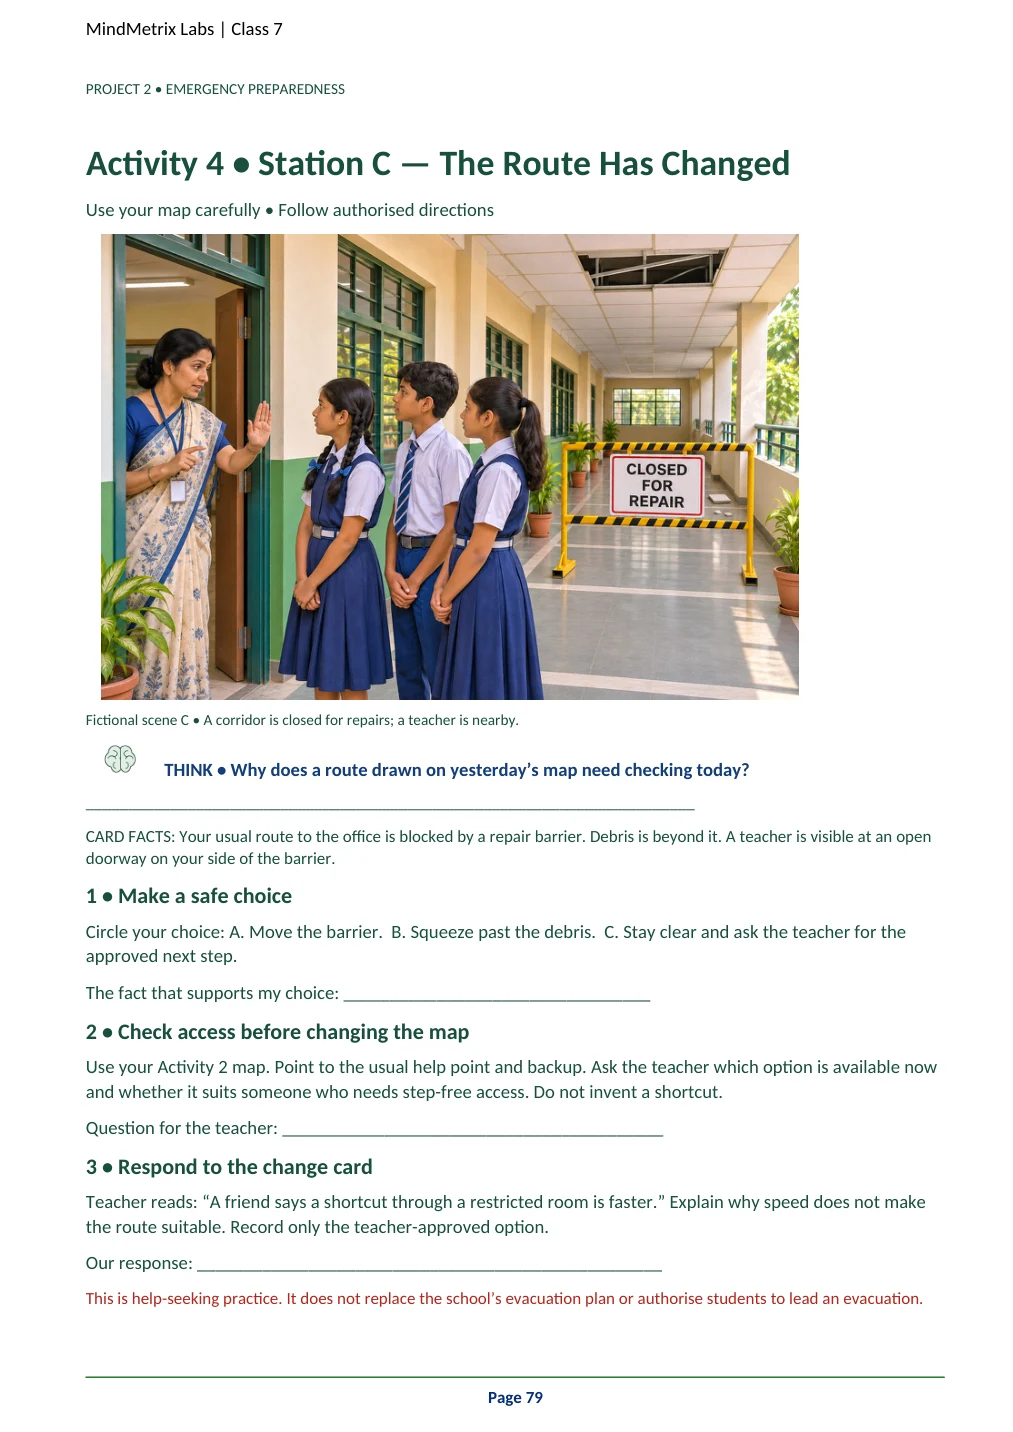 MindMetrix Labs | Class 7
PROJECT 2 • EMERGENCY PREPAREDNESS
Activity 4 • Station C — The Route Has Changed
Use your map carefully • Follow authorised directions
CLOSED
FOR
REPAIR
Fictional scene C • A corridor is closed for repairs; a teacher is nearby.
THINK • Why does a route drawn on yesterday’s map need checking today?
CARD FACTS: Your usual route to the office is blocked by a repair barrier. Debris is beyond it. A teacher is visible at an open
doorway on your side of the barrier.
1 • Make a safe choice
Circle your choice: A. Move the barrier.  B. Squeeze past the debris.  C. Stay clear and ask the teacher for the
approved next step.
The fact that supports my choice: _________________________________
2 • Check access before changing the map
Use your Activity 2 map. Point to the usual help point and backup. Ask the teacher which option is available now
and whether it suits someone who needs step-free access. Do not invent a shortcut.
Question for the teacher: _________________________________________
3 • Respond to the change card
Teacher reads: “A friend says a shortcut through a restricted room is faster.” Explain why speed does not make
the route suitable. Record only the teacher-approved option.
Our response: __________________________________________________
This is help-seeking practice. It does not replace the school’s evacuation plan or authorise students to lead an evacuation.
Page 79